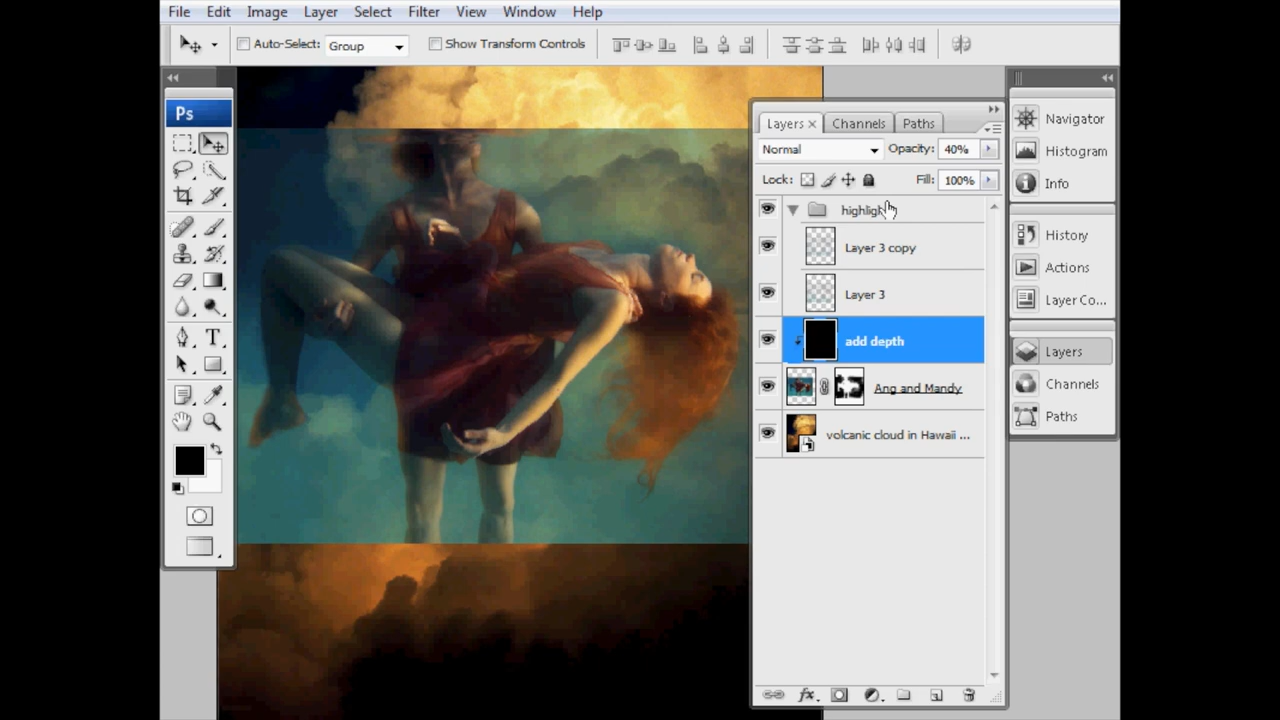 File Edit Image Layer Select Filter View Window Help
Auto-Select: Group Show Transform Controls
Ps
Layers × Channels Paths
Normal Opacity: 40%
Lock: Fill: 100%
Layer 3 copy
Layer 3
add depth
Ang and Mandy
volcanic cloud in Hawaii ...
fx
T
Navigator
Histogram
Info
History
Actions
Layer Co...
Layers
Channels
Paths